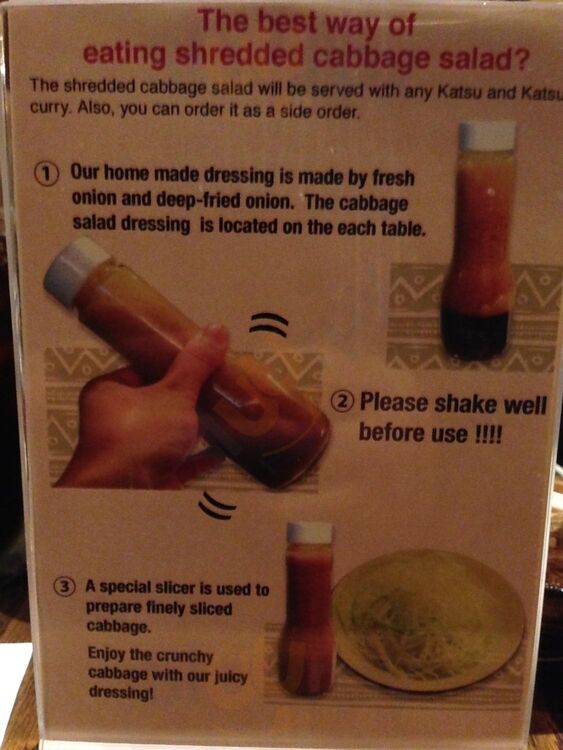 The best way of
eating shredded cabbage salad?
The shredded cabbage salad will be served with any Katsu and Katsu
curry. Also, you can order it as a side order.
① Our home made dressing is made by fresh
onion and deep-fried onion. The cabbage
salad dressing is located on the each table.
② Please shake well
before use !!!!
③ A special slicer is used to
prepare finely sliced
cabbage.
Enjoy the crunchy
cabbage with our juicy
dressing!